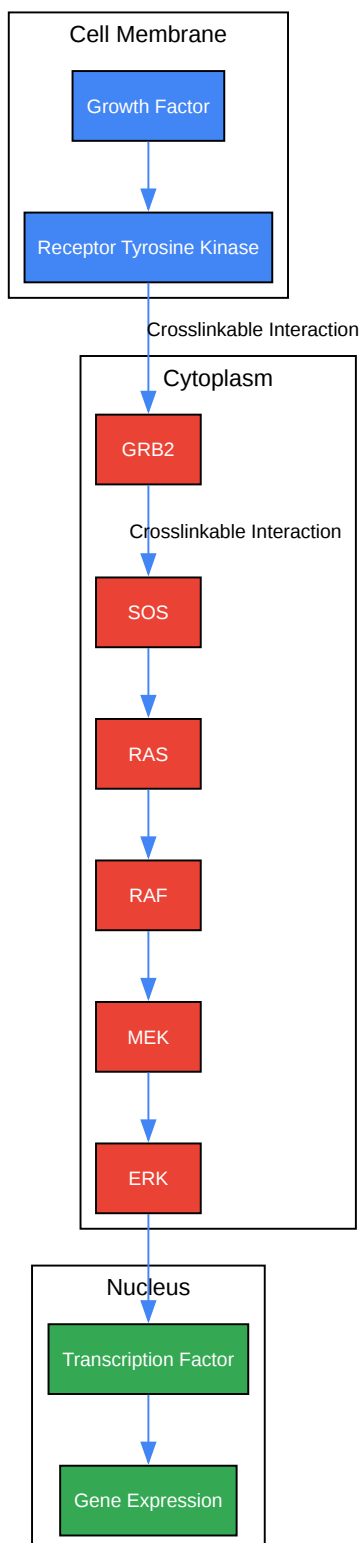 Cell Membrane
Growth Factor
Receptor Tyrosine Kinase
Crosslinkable Interaction
Cytoplasm
GRB2
Crosslinkable Interaction
SOS
RAS
RAF
MEK
ERK
Nucleus
Transcription Factor
Gene Expression